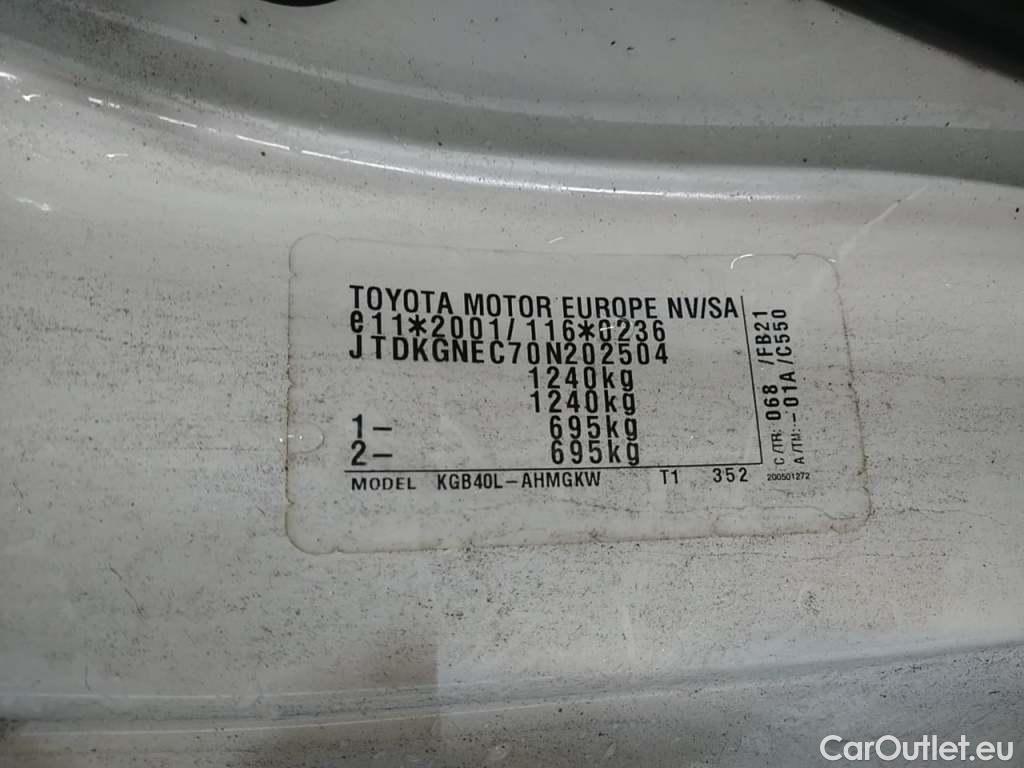 TOYOTA MOTOR EUROPE NV/SA
e11*2001/116*0236
JTDKGNEC70N202504
1240kg
1240kg
1- 695kg
2- 695kg
MODEL KGB40L-AHMGKW T1 352
C/TR: 068 /FB21
A/TM: -01A /C550
200501272
CarOutlet.eu